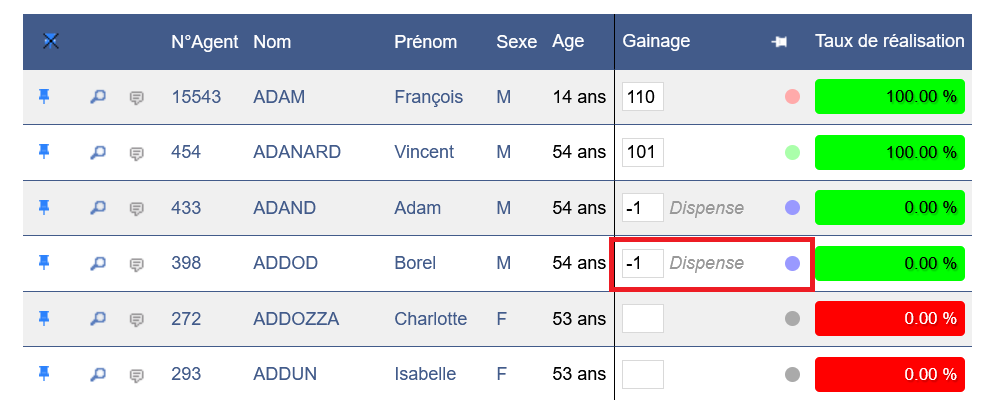 N°Agent Nom Prénom Sexe Age Gainage Taux de réalisation
15543 ADAM François M 14 ans 110 100.00 %
454 ADANARD Vincent M 54 ans 101 100.00 %
433 ADAND Adam M 54 ans -1 Dispense 0.00 %
398 ADDOD Borel M 54 ans -1 Dispense 0.00 %
272 ADDOZZA Charlotte F 53 ans 0.00 %
293 ADDUN Isabelle F 53 ans 0.00 %